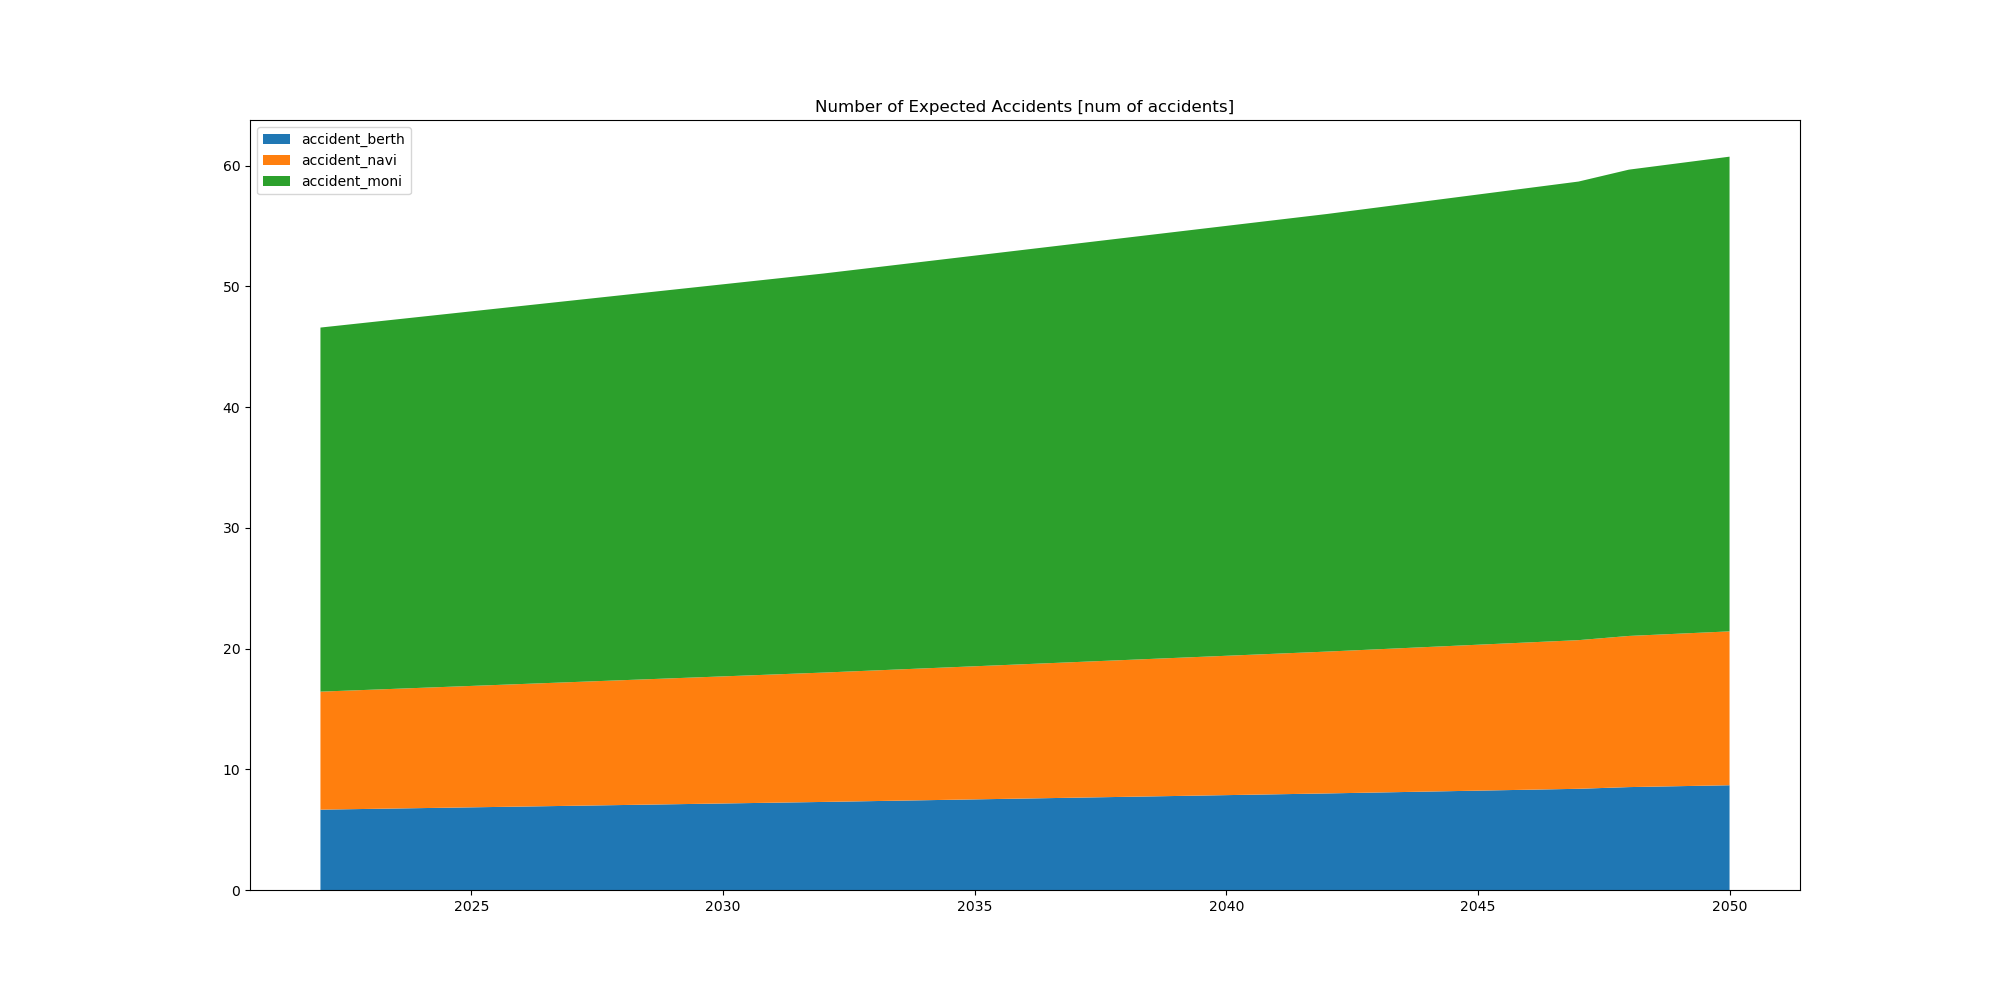 Number of Expected Accidents [num of accidents]
accident_berth
accident_navi
accident_moni
60
50
40
30
20
10
0
2025 2030 2035 2040 2045 2050